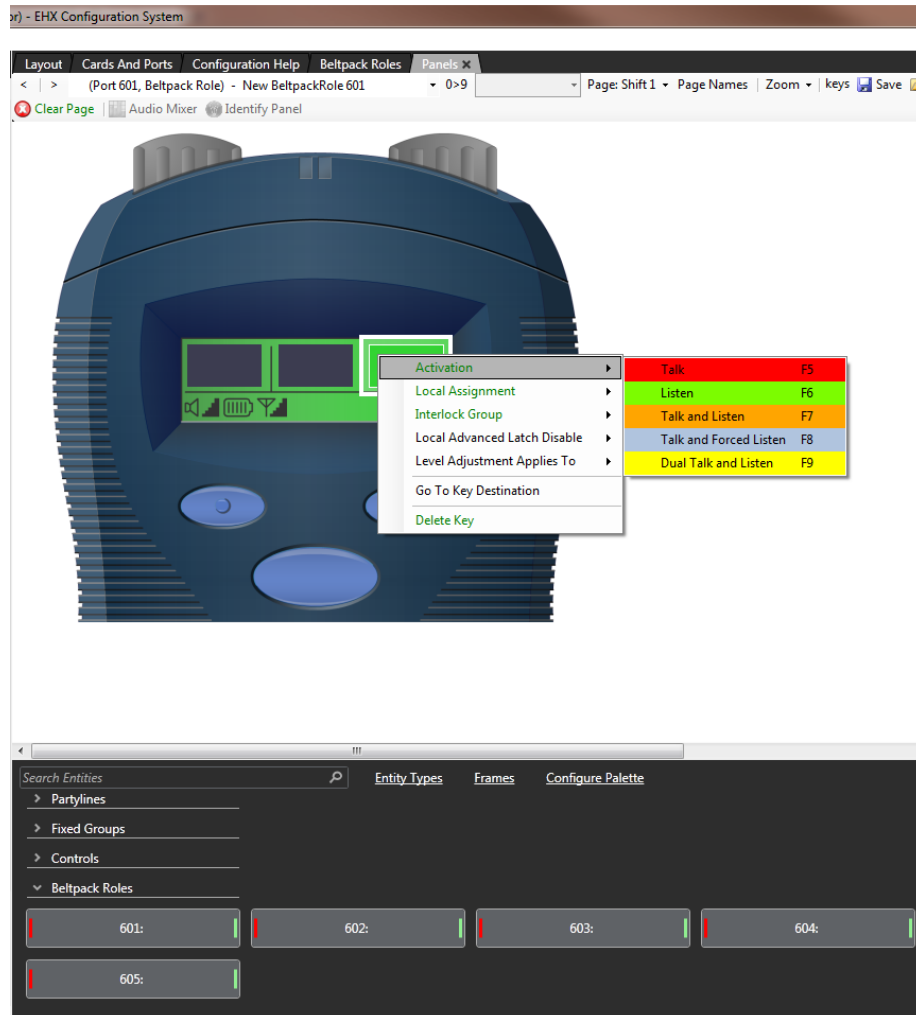 or) - EHX Configuration System
Layout Cards And Ports Configuration Help Beltpack Roles Panels
< | > (Port 601, Beltpack Role) - New BeltpackRole 601 0>9 Page: Shift 1 Page Names | Zoom | keys Save
Clear Page | Audio Mixer Identify Panel
Activation
Local Assignment
Interlock Group
Local Advanced Latch Disable
Level Adjustment Applies To
Go To Key Destination
Delete Key
Talk F5
Listen F6
Talk and Listen F7
Talk and Forced Listen F8
Dual Talk and Listen F9
Search Entities Entity Types Frames Configure Palette
Partylines
Fixed Groups
Controls
Beltpack Roles
601: 602: 603: 604:
605: